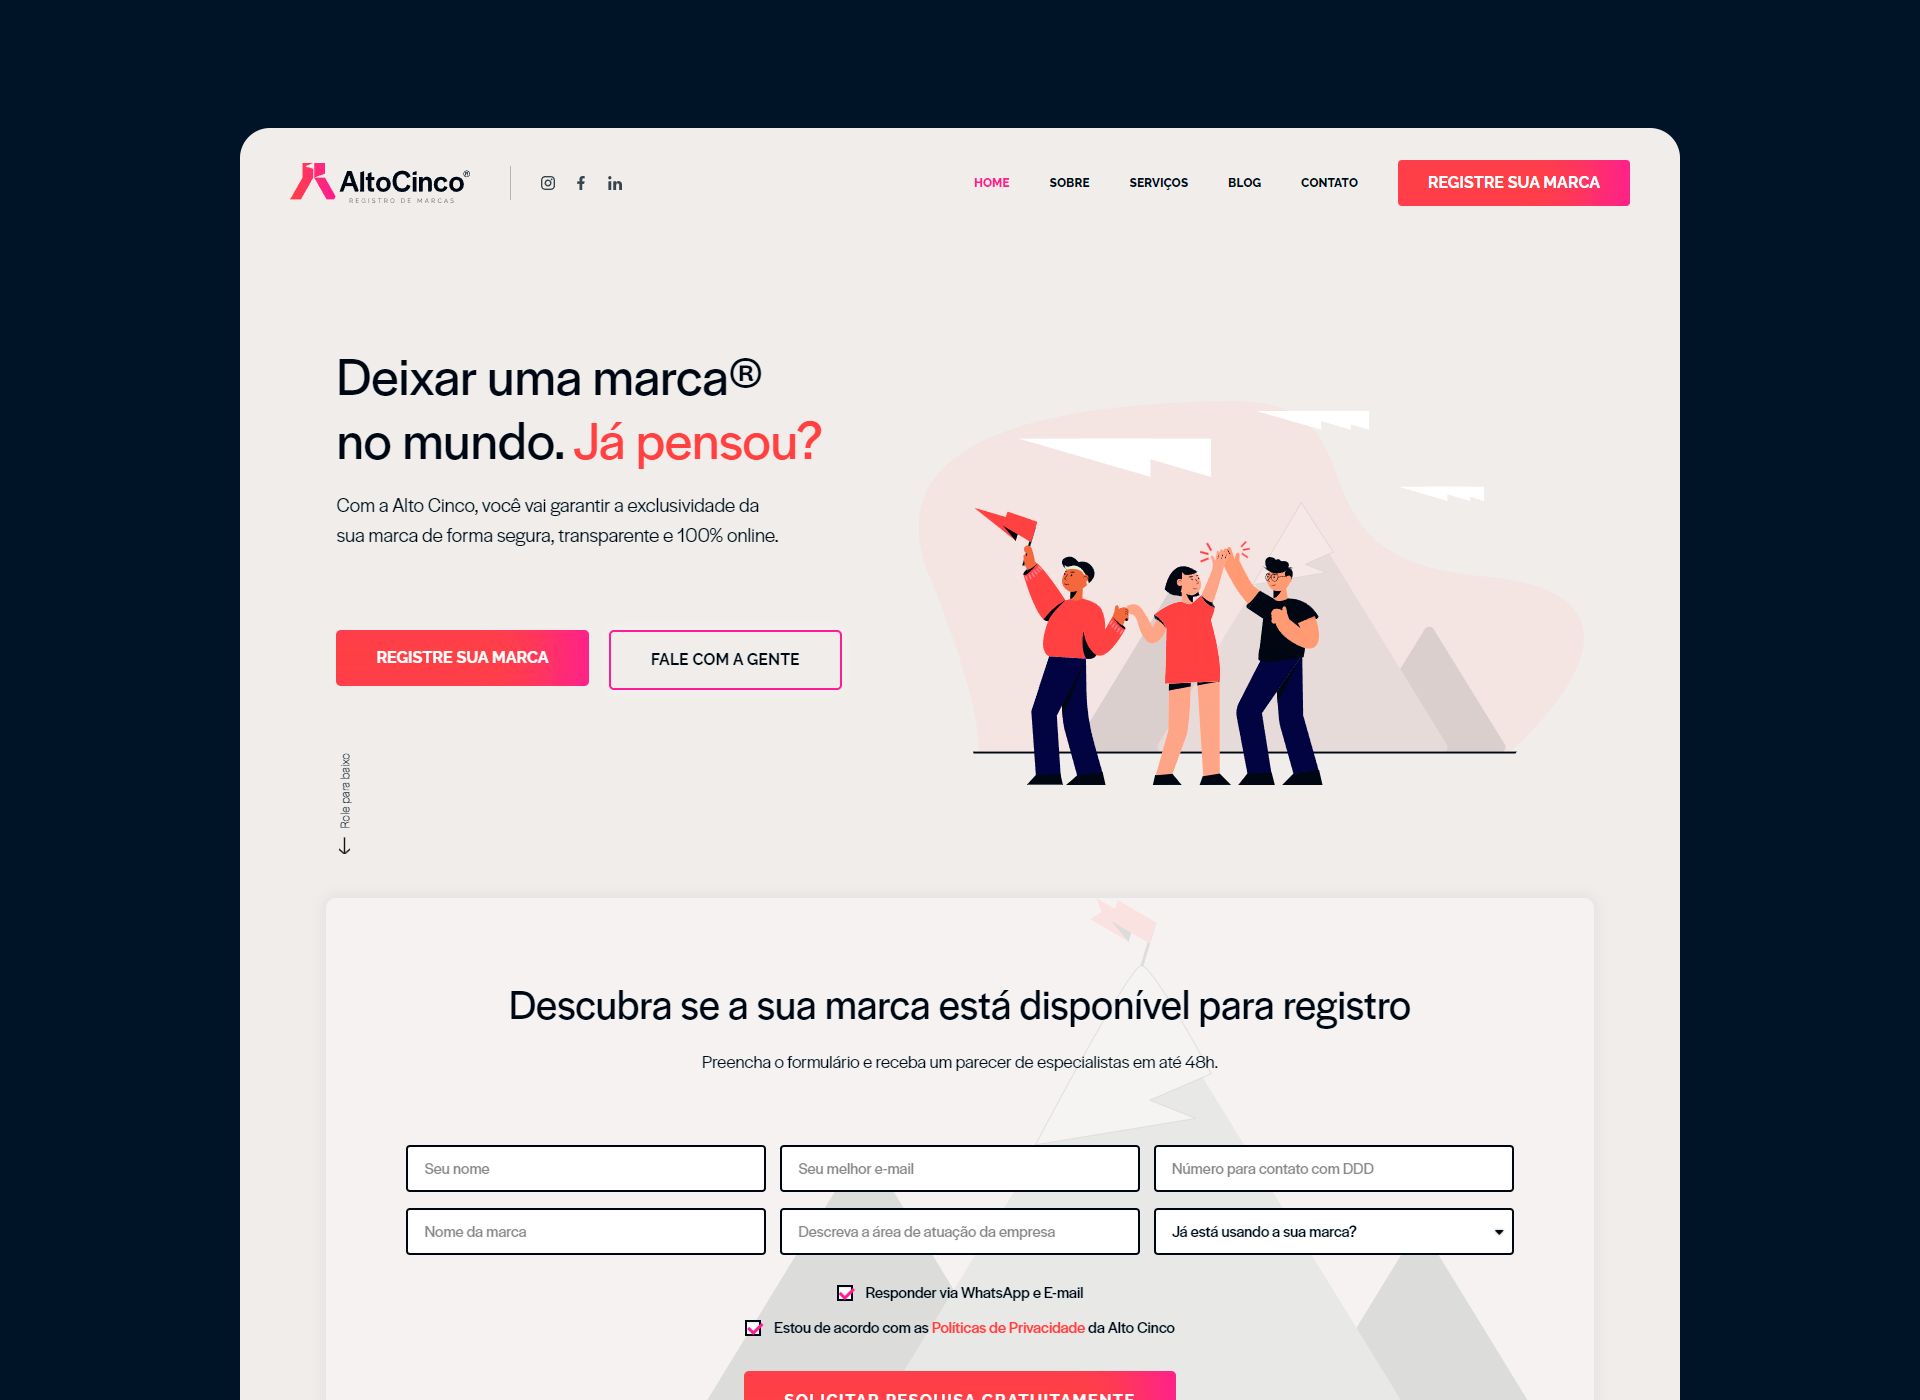 AltoCinco®
REGISTRO DE MARCAS
HOME
SOBRE
SERVIÇOS
BLOG
CONTATO
REGISTRE SUA MARCA
Deixar uma marca®
no mundo. Já pensou?
Com a Alto Cinco, você vai garantir a exclusividade da
sua marca de forma segura, transparente e 100% online.
REGISTRE SUA MARCA
FALE COM A GENTE
Role para baixo
Descubra se a sua marca está disponível para registro
Preencha o formulário e receba um parecer de especialistas em até 48h.
Seu nome
Seu melhor e-mail
Número para contato com DDD
Nome da marca
Descreva a área de atuação da empresa
Já está usando a sua marca?
Responder via WhatsApp e E-mail
Estou de acordo com as Políticas de Privacidade da Alto Cinco
SOLICITAR PESQUISA GRATUITAMENTE